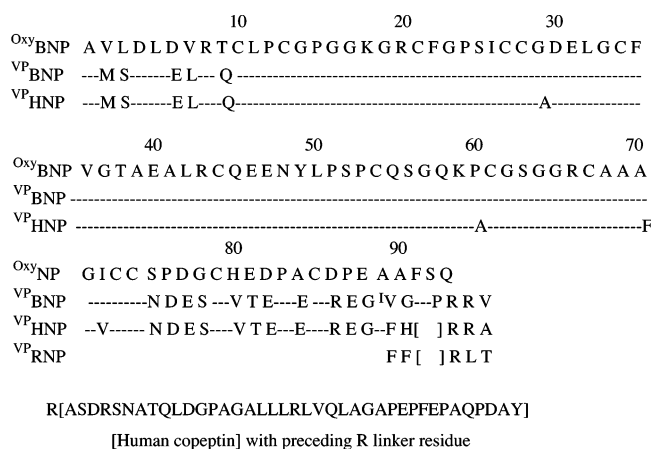 10 20 30
OxyBNP A V L D L D V R T C L P C G P G G K G R C F G P S I C C G D E L G C F
VPBNP ---M S-------E L---Q--------------------------------------------------
VPHNP ---M S-------E L---Q-------------------------------------A------------
40 50 60 70
OxyBNP V G T A E A L R C Q E E N Y L P S P C Q S G Q K P C G S G G R C A A A
VPBNP ----------------------------------------------------------------------
VPHNP --------------------------------------------------A--------------------F
80 90
OxyNP G I C C S P D G C H E D P A C D P E A A F S Q
VPBNP ----------N D E S----V T E----E----R E G I V G ---P R R V
VPHNP --V------N D E S----V T E----E----R E G--F H[ ]R R A
VPRNP F F [ ]R L T
R[ASDRSNATQLDGPAGALLLRLVQLAGAPEPFEPAQPDAY]
[Human copeptin] with preceding R linker residue